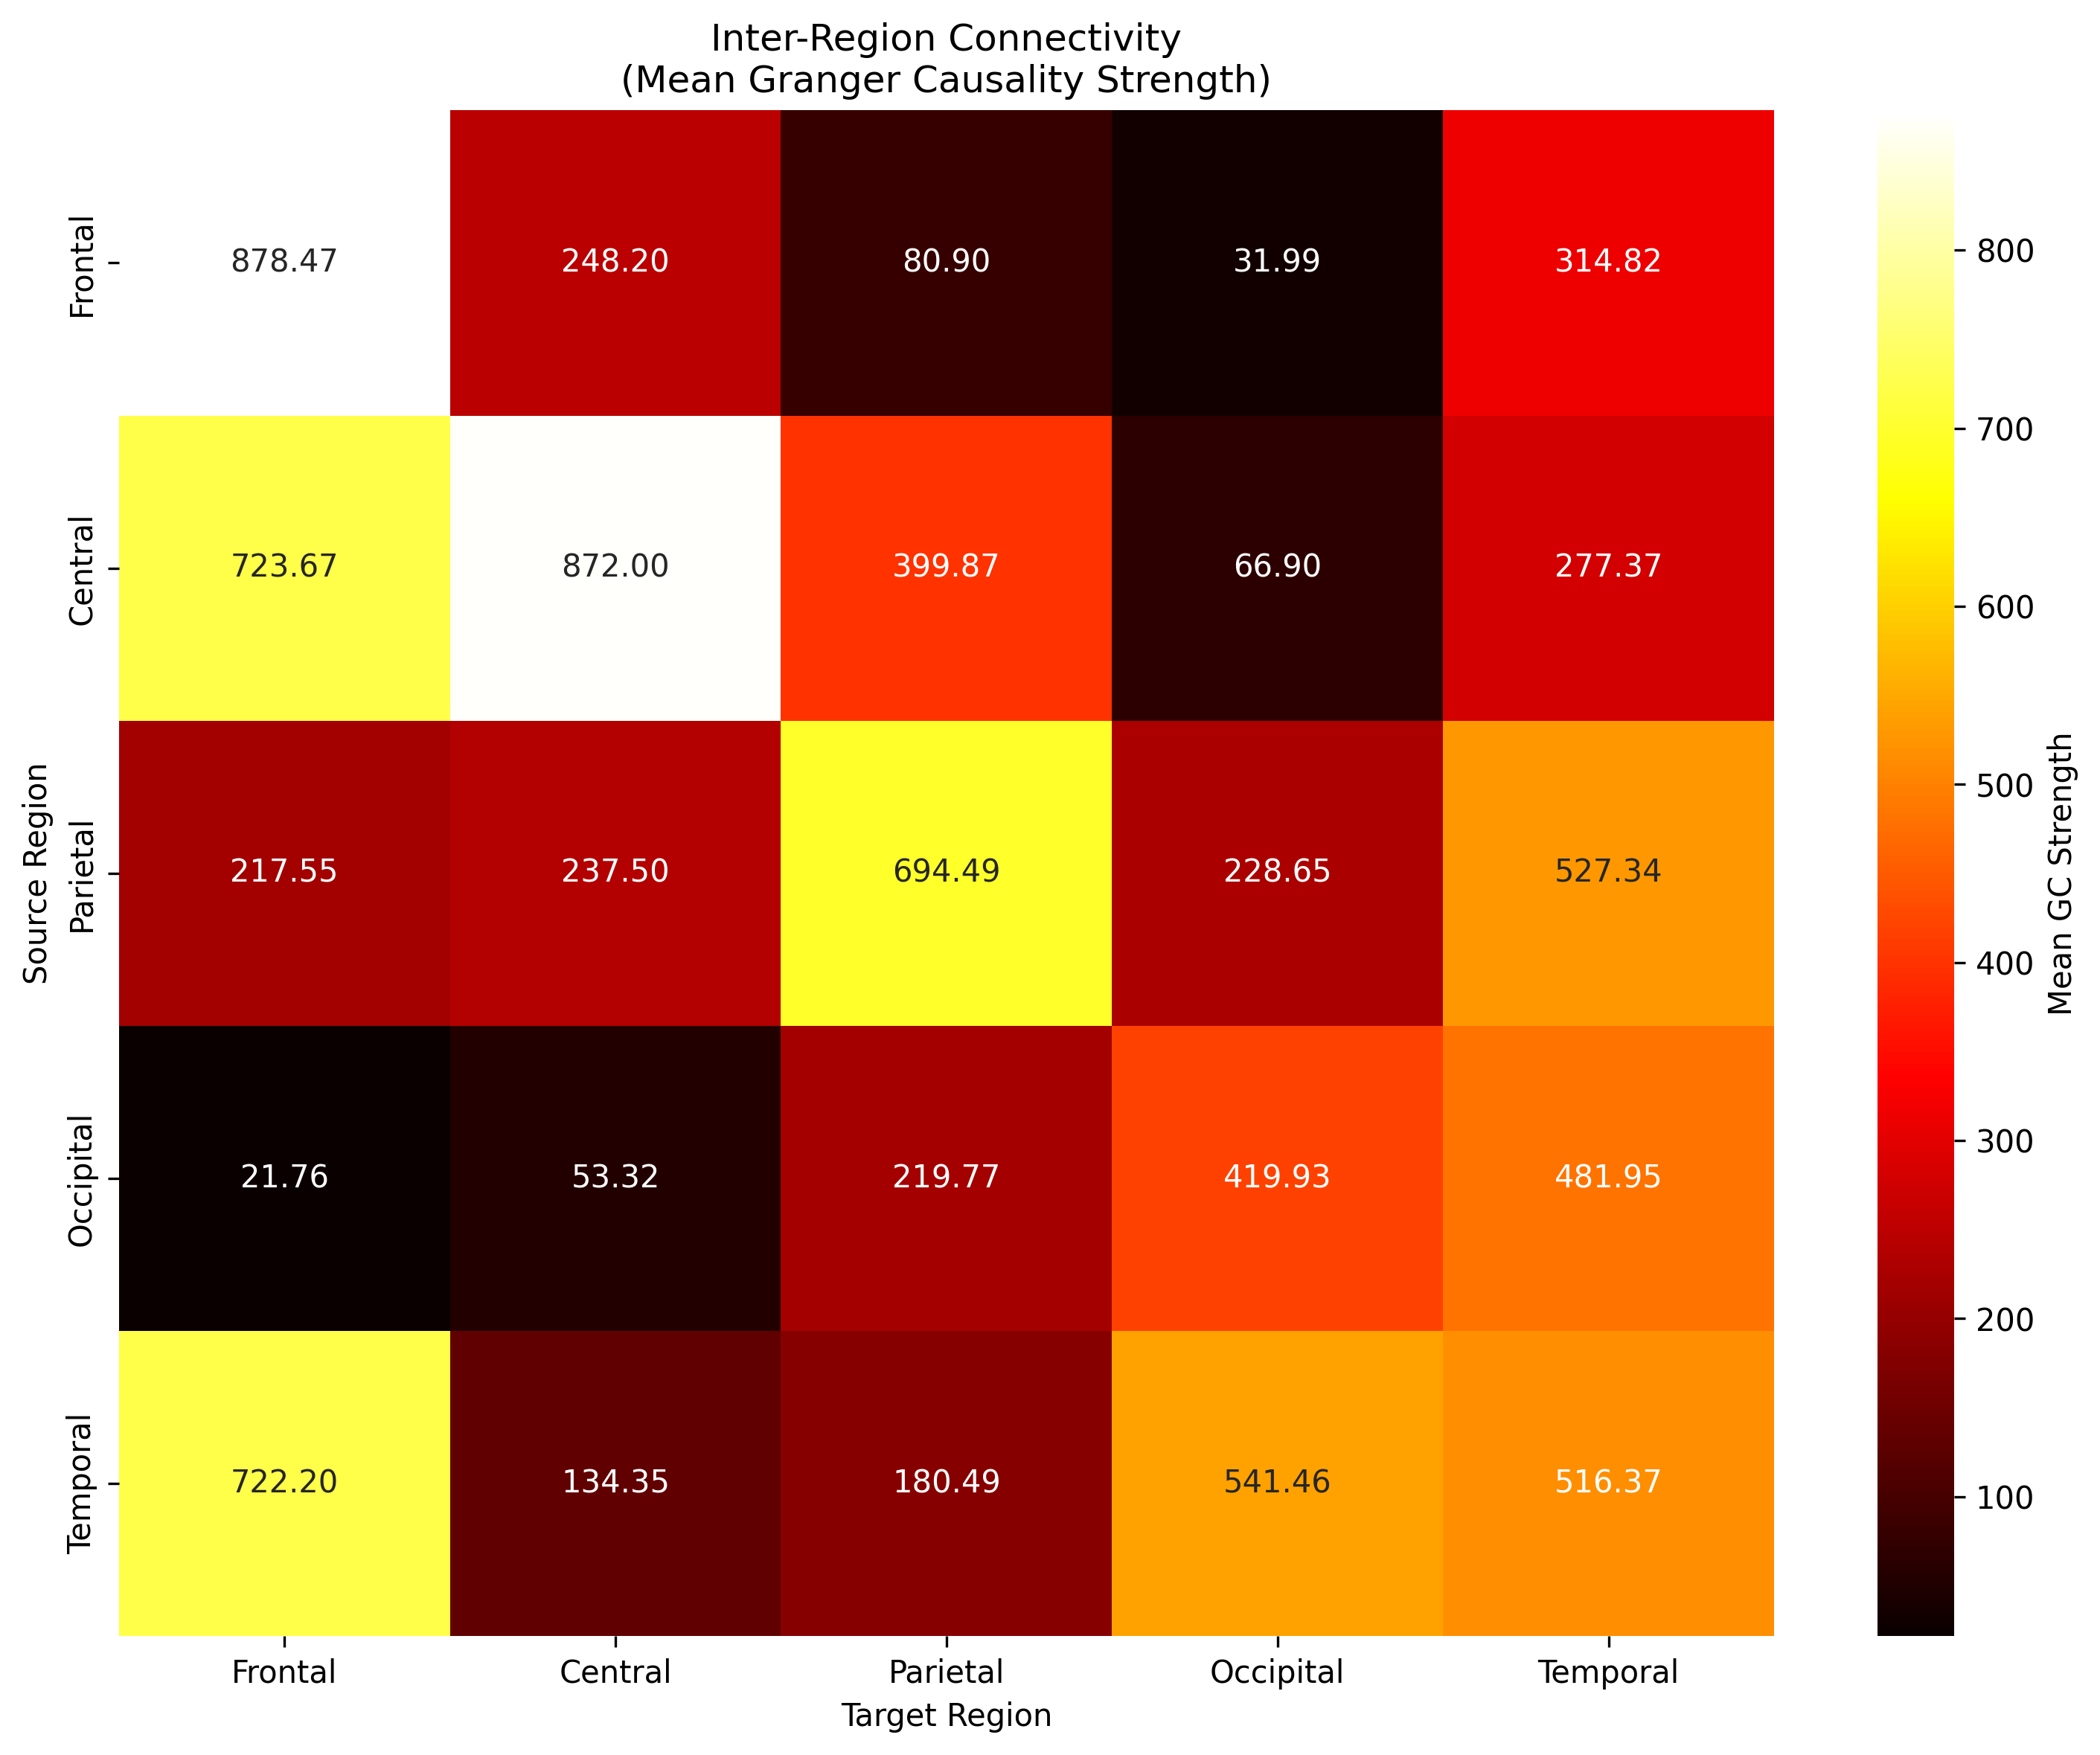 Inter-Region Connectivity
(Mean Granger Causality Strength)
Source Region
Frontal
878.47 248.20 80.90 31.99 314.82
Central
723.67 872.00 399.87 66.90 277.37
Parietal
217.55 237.50 694.49 228.65 527.34
Occipital
21.76 53.32 219.77 419.93 481.95
Temporal
722.20 134.35 180.49 541.46 516.37
Frontal Central Parietal Occipital Temporal
Target Region
800
700
600
500
400
300
200
100
Mean GC Strength